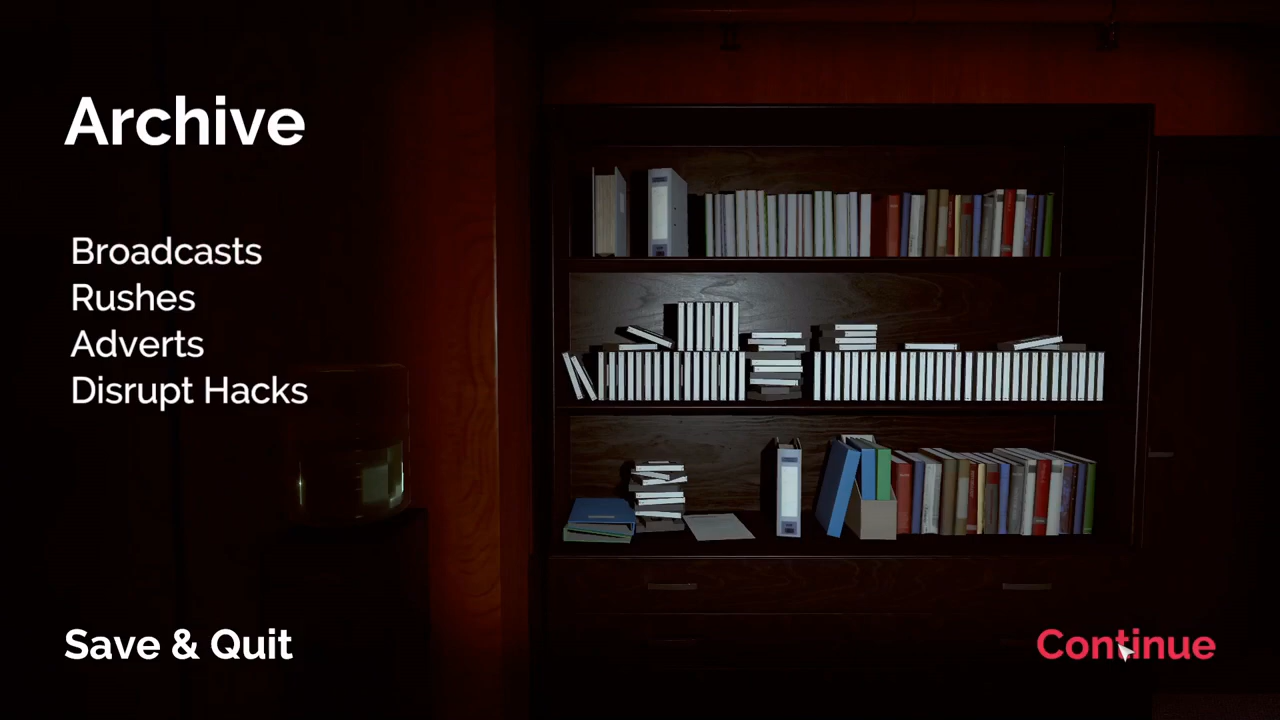 Archive
Broadcasts
Rushes
Adverts
Disrupt Hacks
Save & Quit
Continue